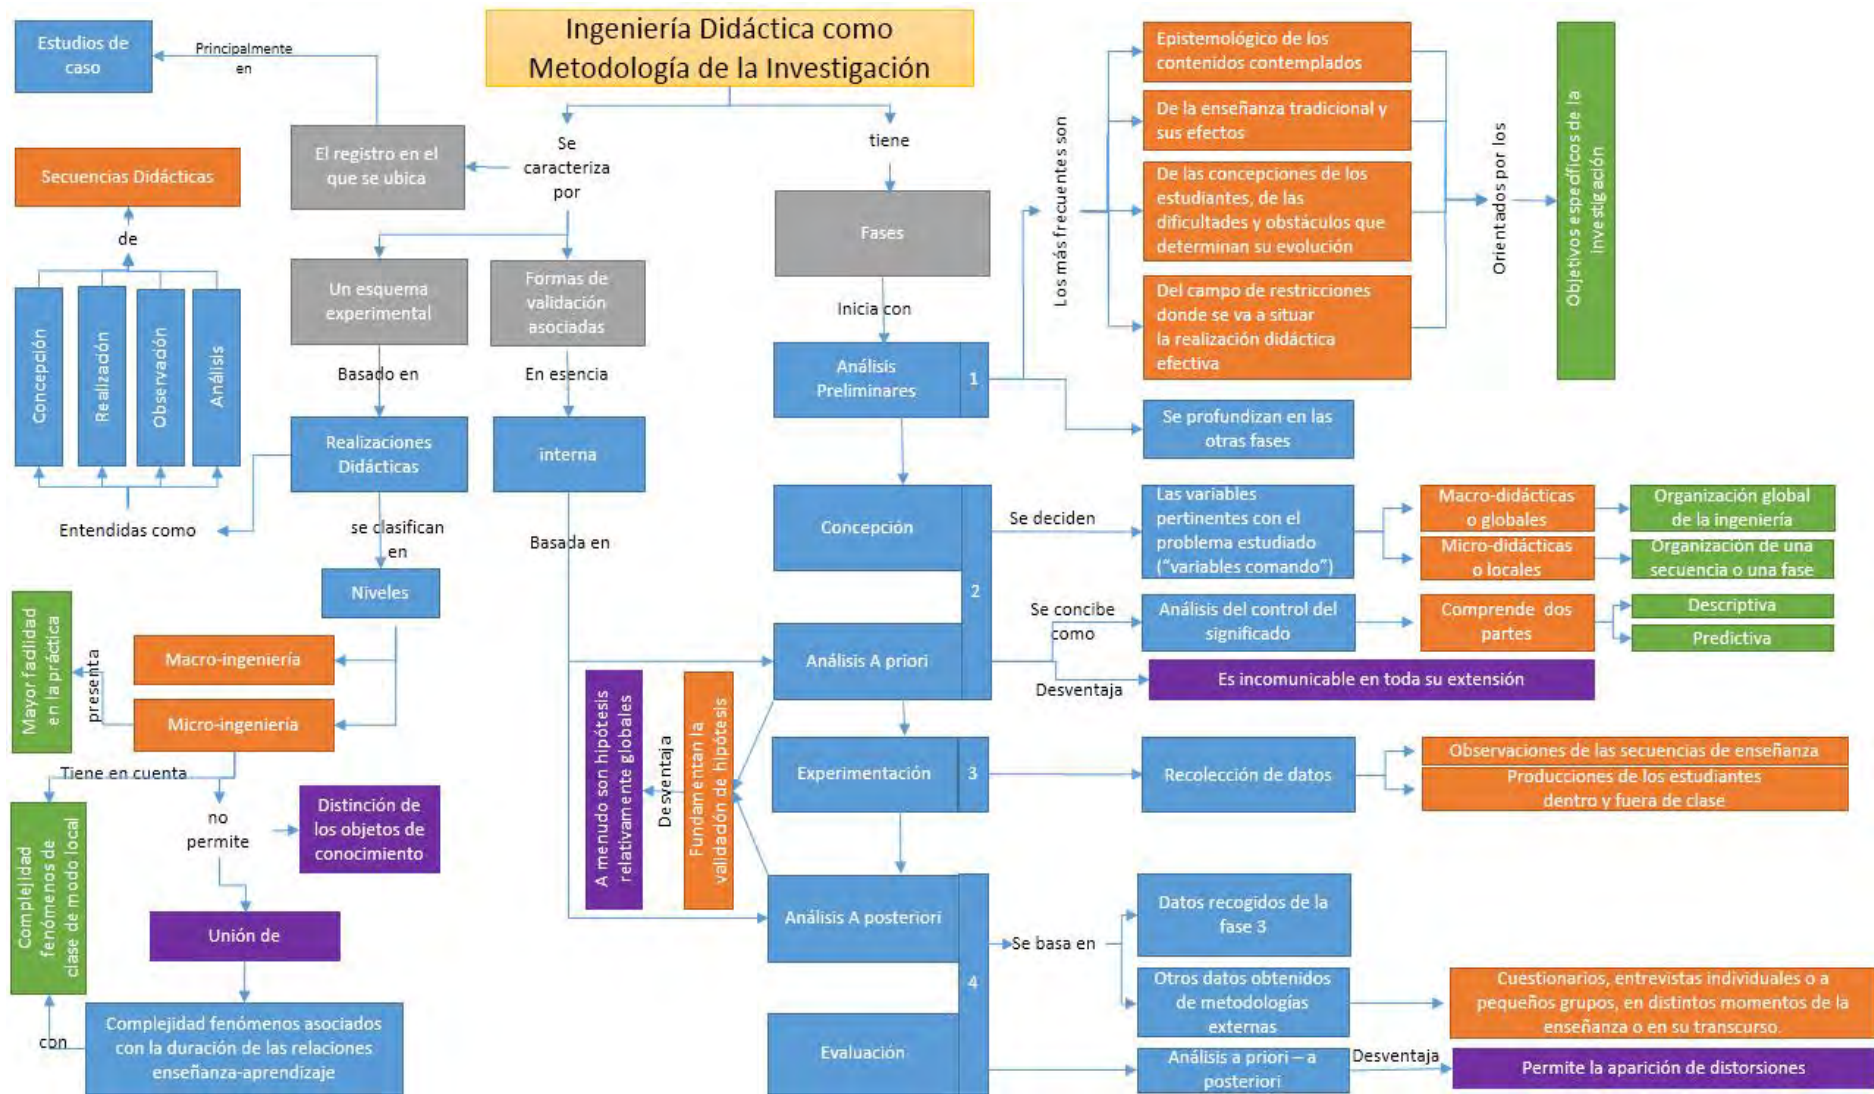 Ingeniería Didáctica como
Metodología de la Investigación
Estudios de
caso
Principalmente
en
El registro en el
que se ubica
Se
caracteriza
por
tiene
Secuencias Didácticas
de
Concepción
Realizadón
Observadón
Análisis
Entendidas como
Un esquema
experimental
Basado en
Realizaciones
Didácticas
se clasifican
en
Niveles
Formas de
validación
asociadas
En esencia
interna
Basada en
Macro-ingeniería
Micro-ingeniería
presenta
Mayor fadlidad
en la práctica
Tiene en cuenta
no
permite
Distinción de
los objetos de
conocimiento
Complejidad
fenómenos de
clase de modo local
Unión de
con
Complejidad fenómenos asociados
con la duración de las relaciones
enseñanza-aprendizaje
Fases
Inicia con
Análisis
Preliminares
1
Los más frecuentes son
Epistemológico de los
contenidos contemplados
De la enseñanza tradicional y
sus efectos
De las concepciones de los
estudiantes, de las
dificultades y obstáculos que
determinan su evolución
Del campo de restricciones
donde se va a situar
la realización didáctica
efectiva
Orientados por los
Objetivos espedficos de la
investigación
Se profundizan en las
otras fases
Concepción
2
Se deciden
Las variables
pertinentes con el
problema estudiado
(“variables comando”)
Macro-didácticas
o globales
Organización global
de la ingeniería
Micro-didácticas
o locales
Organización de una
secuencia o una fase
Análisis A priori
Se concibe
como
Análisis del control del
significado
Comprende dos
partes
Descriptiva
Predictiva
Desventaja
Es incomunicable en toda su extensión
A menudo son hipótesis
relativamente globales
Desventaja
Fundamentan la
validadón de hipótesis
Experimentación
3
Recolección de datos
Observaciones de las secuencias de enseñanza
Producciones de los estudiantes
dentro y fuera de clase
Análisis A posteriori
4
Se basa en
Datos recogidos de la
fase 3
Otros datos obtenidos
de metodologías
externas
Cuestionarios, entrevistas individuales o a
pequeños grupos, en distintos momentos de la
enseñanza o en su transcurso.
Evaluación
Análisis a priori – a
posteriori
Desventaja
Permite la aparición de distorsiones